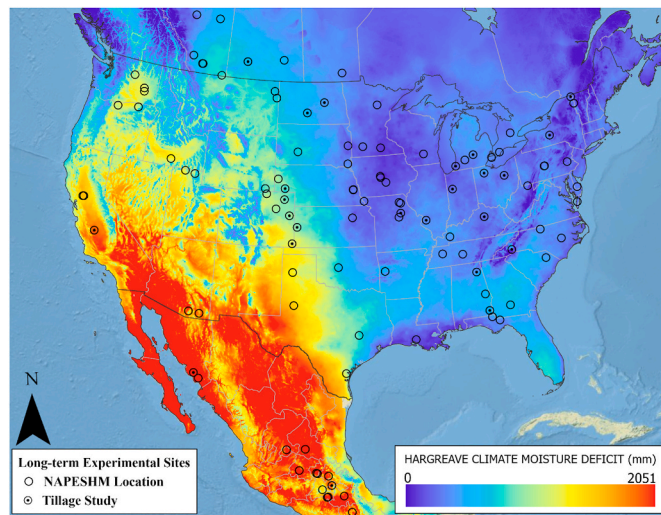 N
Long-term Experimental Sites
NAPESHM Location
Tillage Study
HARGREAVE CLIMATE MOISTURE DEFICIT (mm)
0 2051